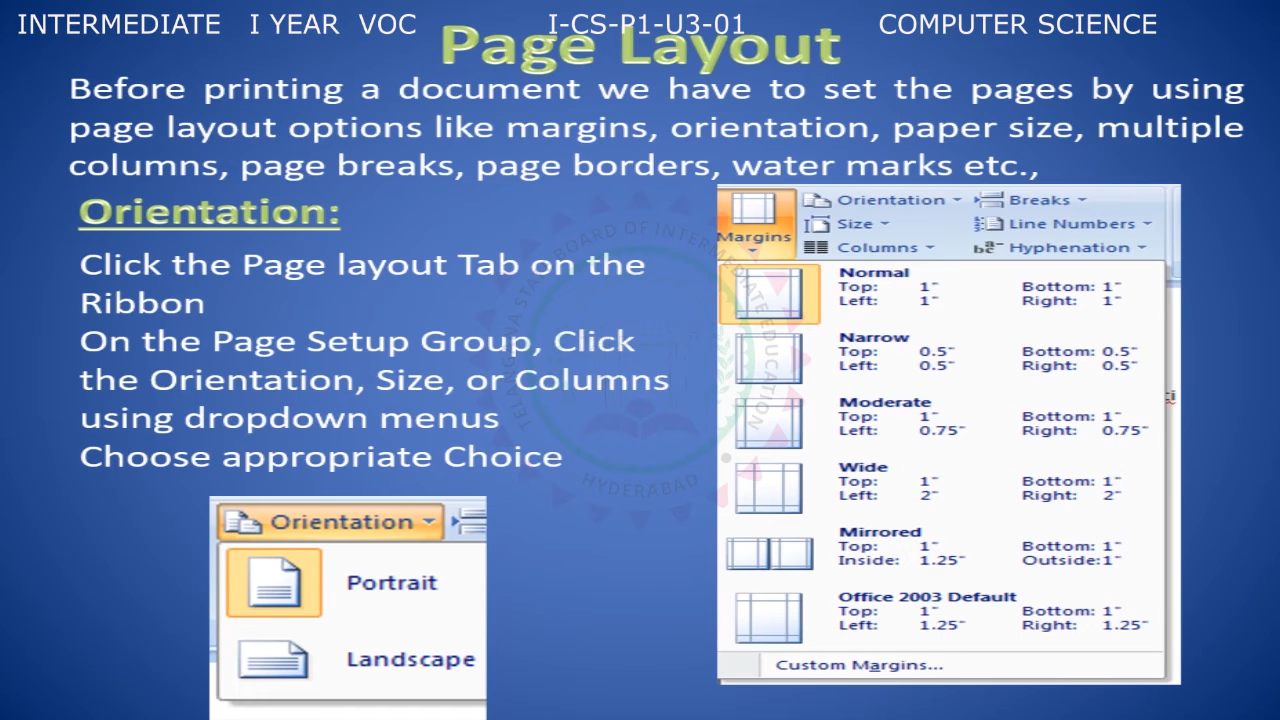 INTERMEDIATE I YEAR VOC I-CS-P1-U3-01 COMPUTER SCIENCE
Page Layout
Before printing a document we have to set the pages by using
page layout options like margins, orientation, paper size, multiple
columns, page breaks, page borders, water marks etc.,
Orientation:
Click the Page layout Tab on the
Ribbon
On the Page Setup Group, Click
the Orientation, Size, or Columns
using dropdown menus
Choose appropriate Choice
Orientation
Portrait
Landscape
Margins
Orientation Breaks
Size Line Numbers
Columns Hyphenation
Normal
Top: 1" Bottom: 1"
Left: 1" Right: 1"
Narrow
Top: 0.5" Bottom: 0.5"
Left: 0.5" Right: 0.5"
Moderate
Top: 1" Bottom: 1"
Left: 0.75" Right: 0.75"
Wide
Top: 1" Bottom: 1"
Left: 2" Right: 2"
Mirrored
Top: 1" Bottom: 1"
Inside: 1.25" Outside:1"
Office 2003 Default
Top: 1" Bottom: 1"
Left: 1.25" Right: 1.25"
Custom Margins...
TELANGANA STATE BOARD OF INTERMEDIATE EDUCATION
HYDERABAD